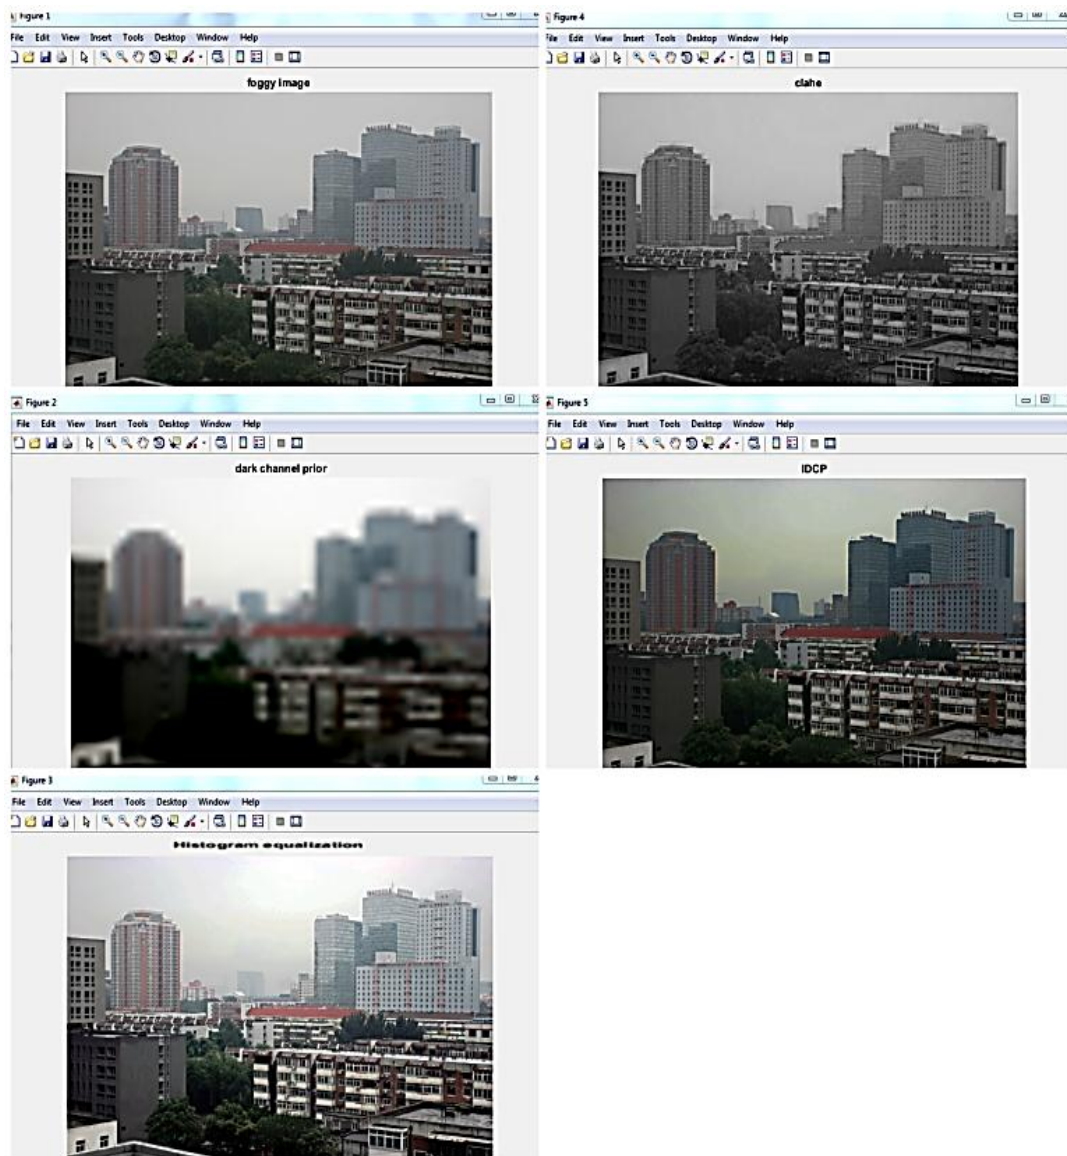 Figure 1
File Edit View Insert Tools Desktop Window Help
foggy image
Figure 4
File Edit View Insert Tools Desktop Window Help
clahe
Figure 2
File Edit View Insert Tools Desktop Window Help
dark channel prior
Figure 5
File Edit View Insert Tools Desktop Window Help
IDCP
Figure 3
File Edit View Insert Tools Desktop Window Help
Histogram equalization